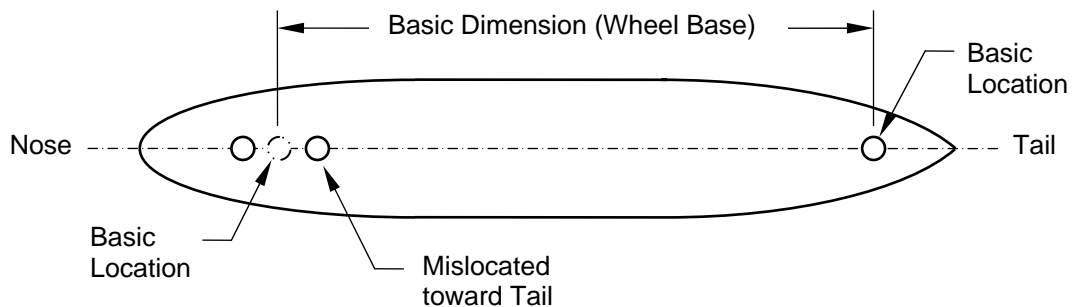 Basic Dimension (Wheel Base)
Basic
Location
Nose
Tail
Basic
Location
Mislocated
toward Tail